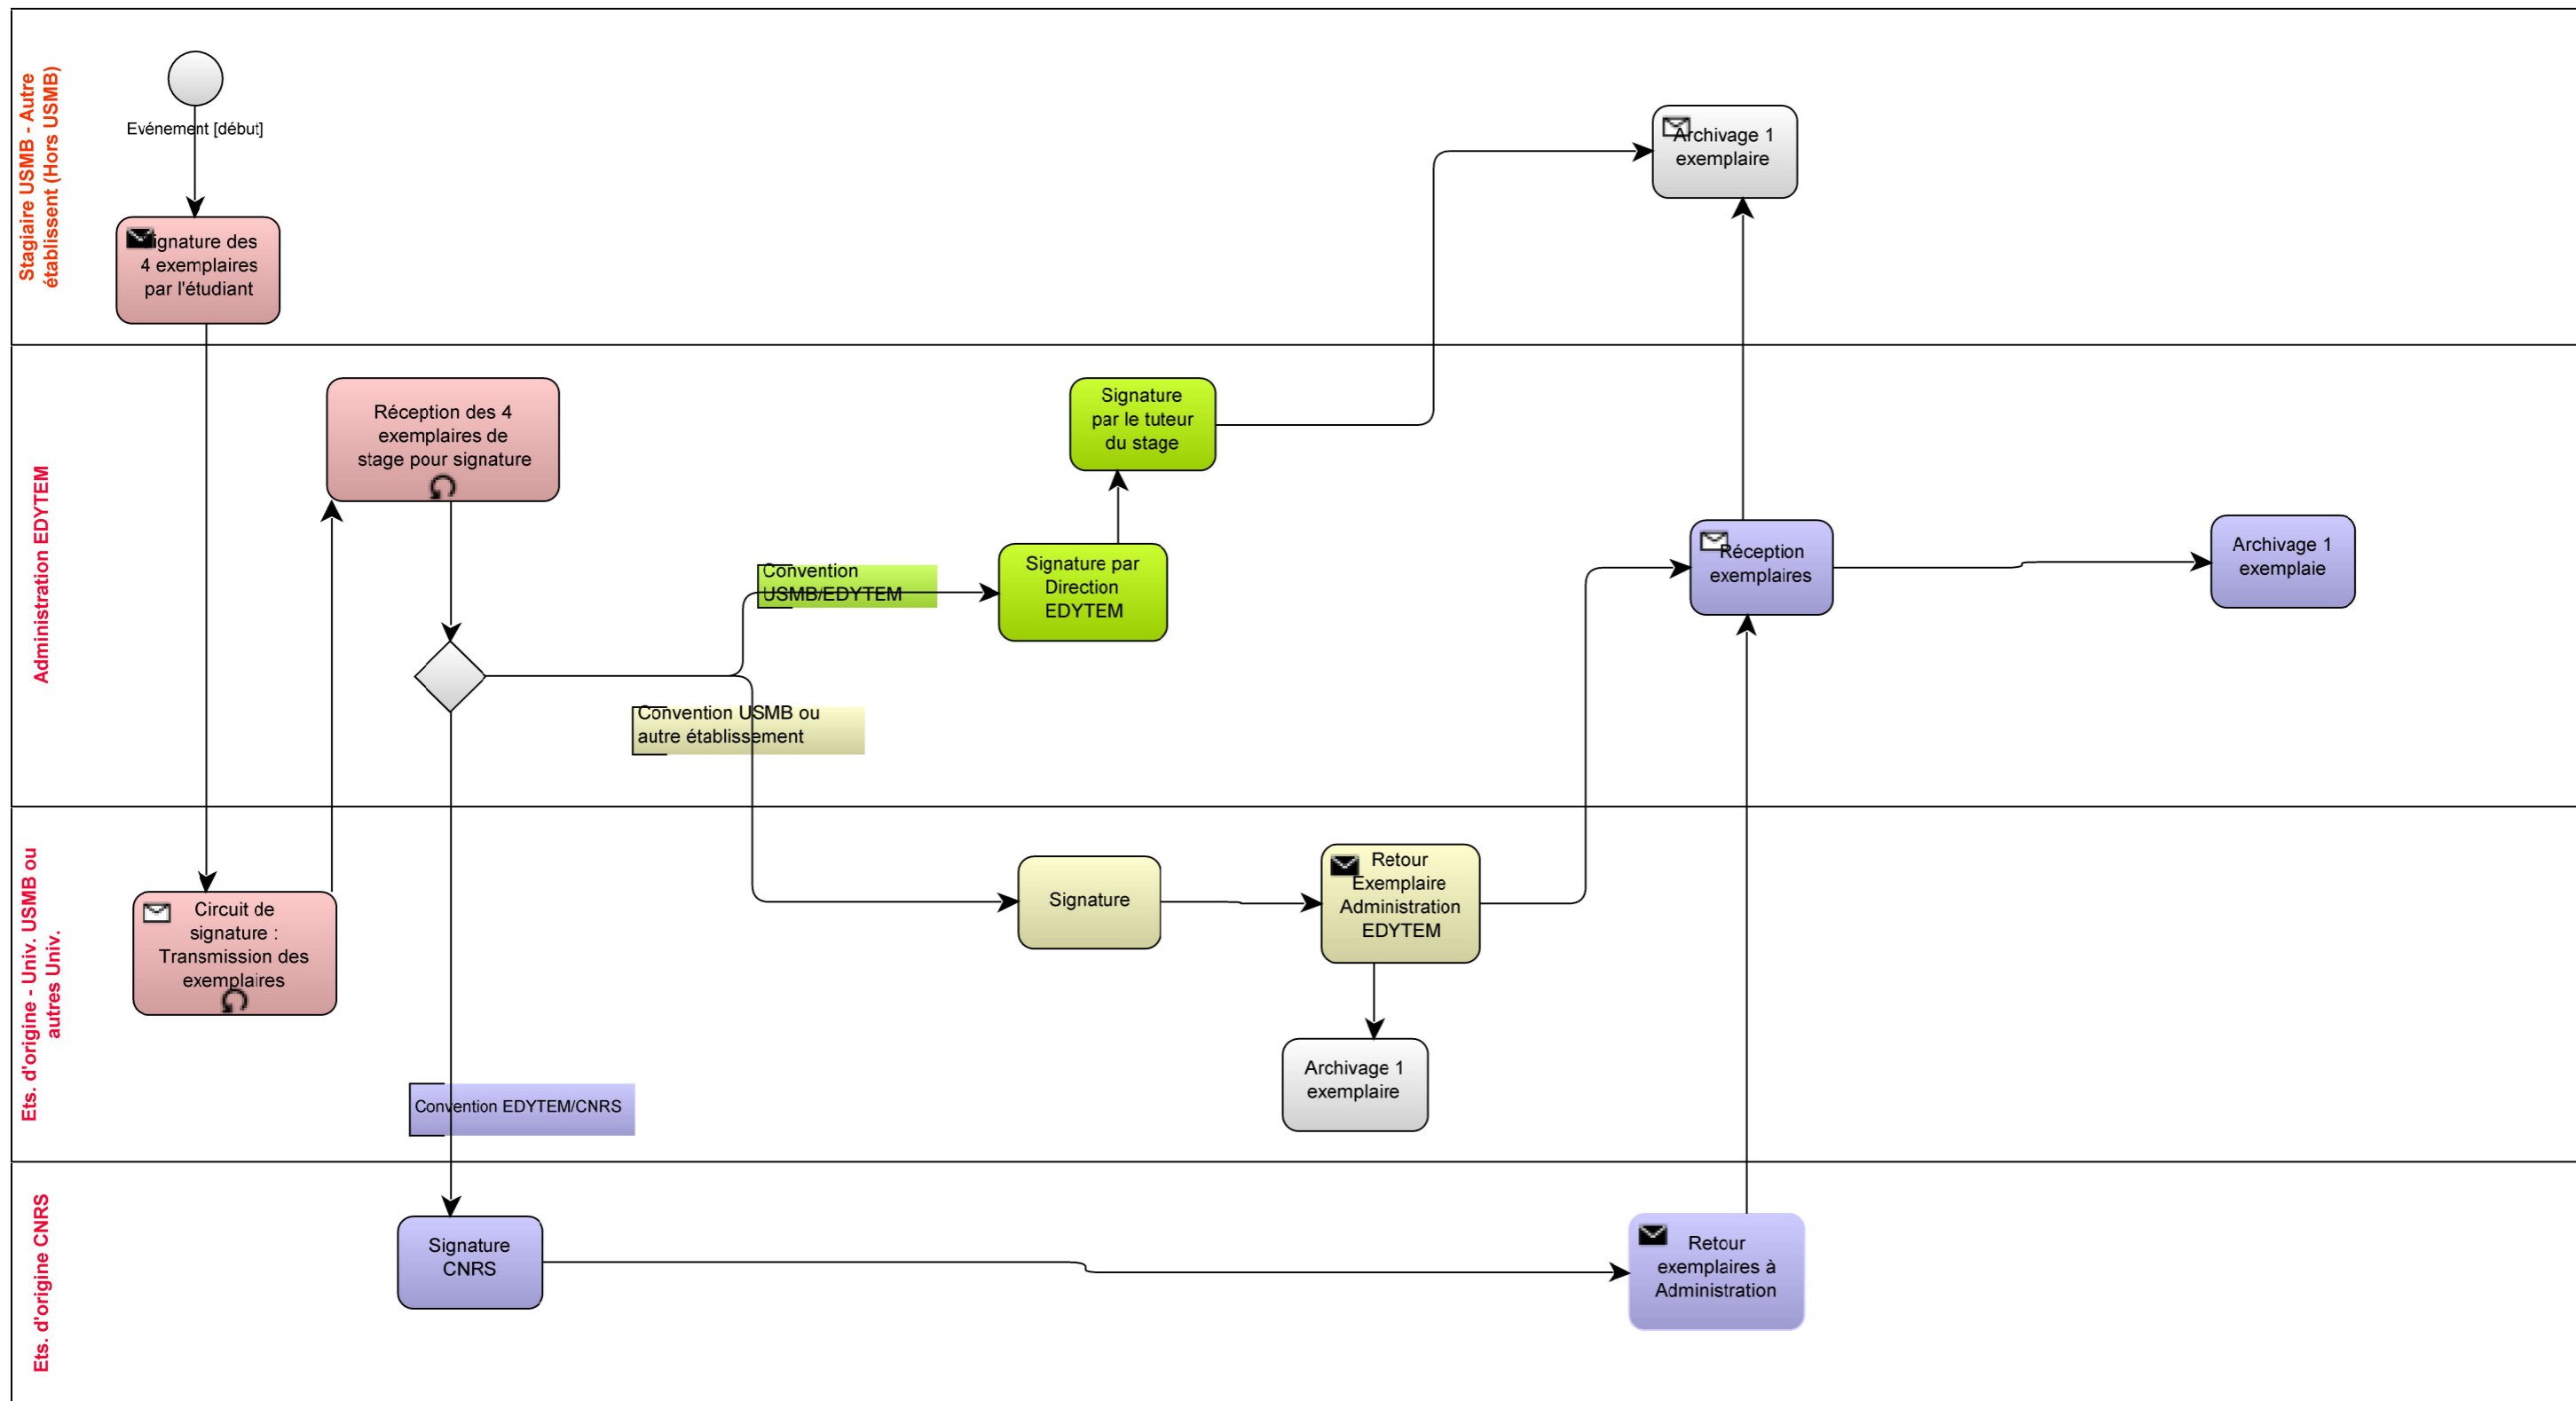 Stagiaire USMB - Autre
établissent (Hors USMB)
Evénement [début]
Signature des
4 exemplaires
par l'étudiant
Archivage 1
exemplaire
Administration EDYTEM
Réception des 4
exemplaires de
stage pour signature
Signature
par le tuteur
du stage
Convention
USMB/EDYTEM
Signature par
Direction
EDYTEM
Réception
exemplaires
Archivage 1
exemplaie
Convention USMB ou
autre établissement
Ets. d'origine - Univ. USMB ou
autres Univ.
Circuit de
signature :
Transmission des
exemplaires
Signature
Retour
Exemplaire
Administration
EDYTEM
Archivage 1
exemplaire
Convention EDYTEM/CNRS
Ets. d'origine CNRS
Signature
CNRS
Retour
exemplaires à
Administration